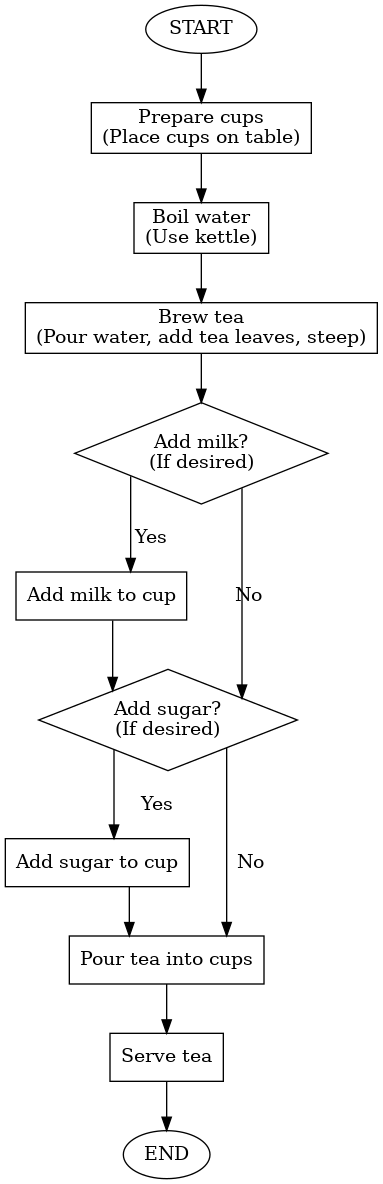 START
Prepare cups
(Place cups on table)
Boil water
(Use kettle)
Brew tea
(Pour water, add tea leaves, steep)
Add milk?
(If desired)
Yes
Add milk to cup
No
Add sugar?
(If desired)
Yes
Add sugar to cup
No
Pour tea into cups
Serve tea
END